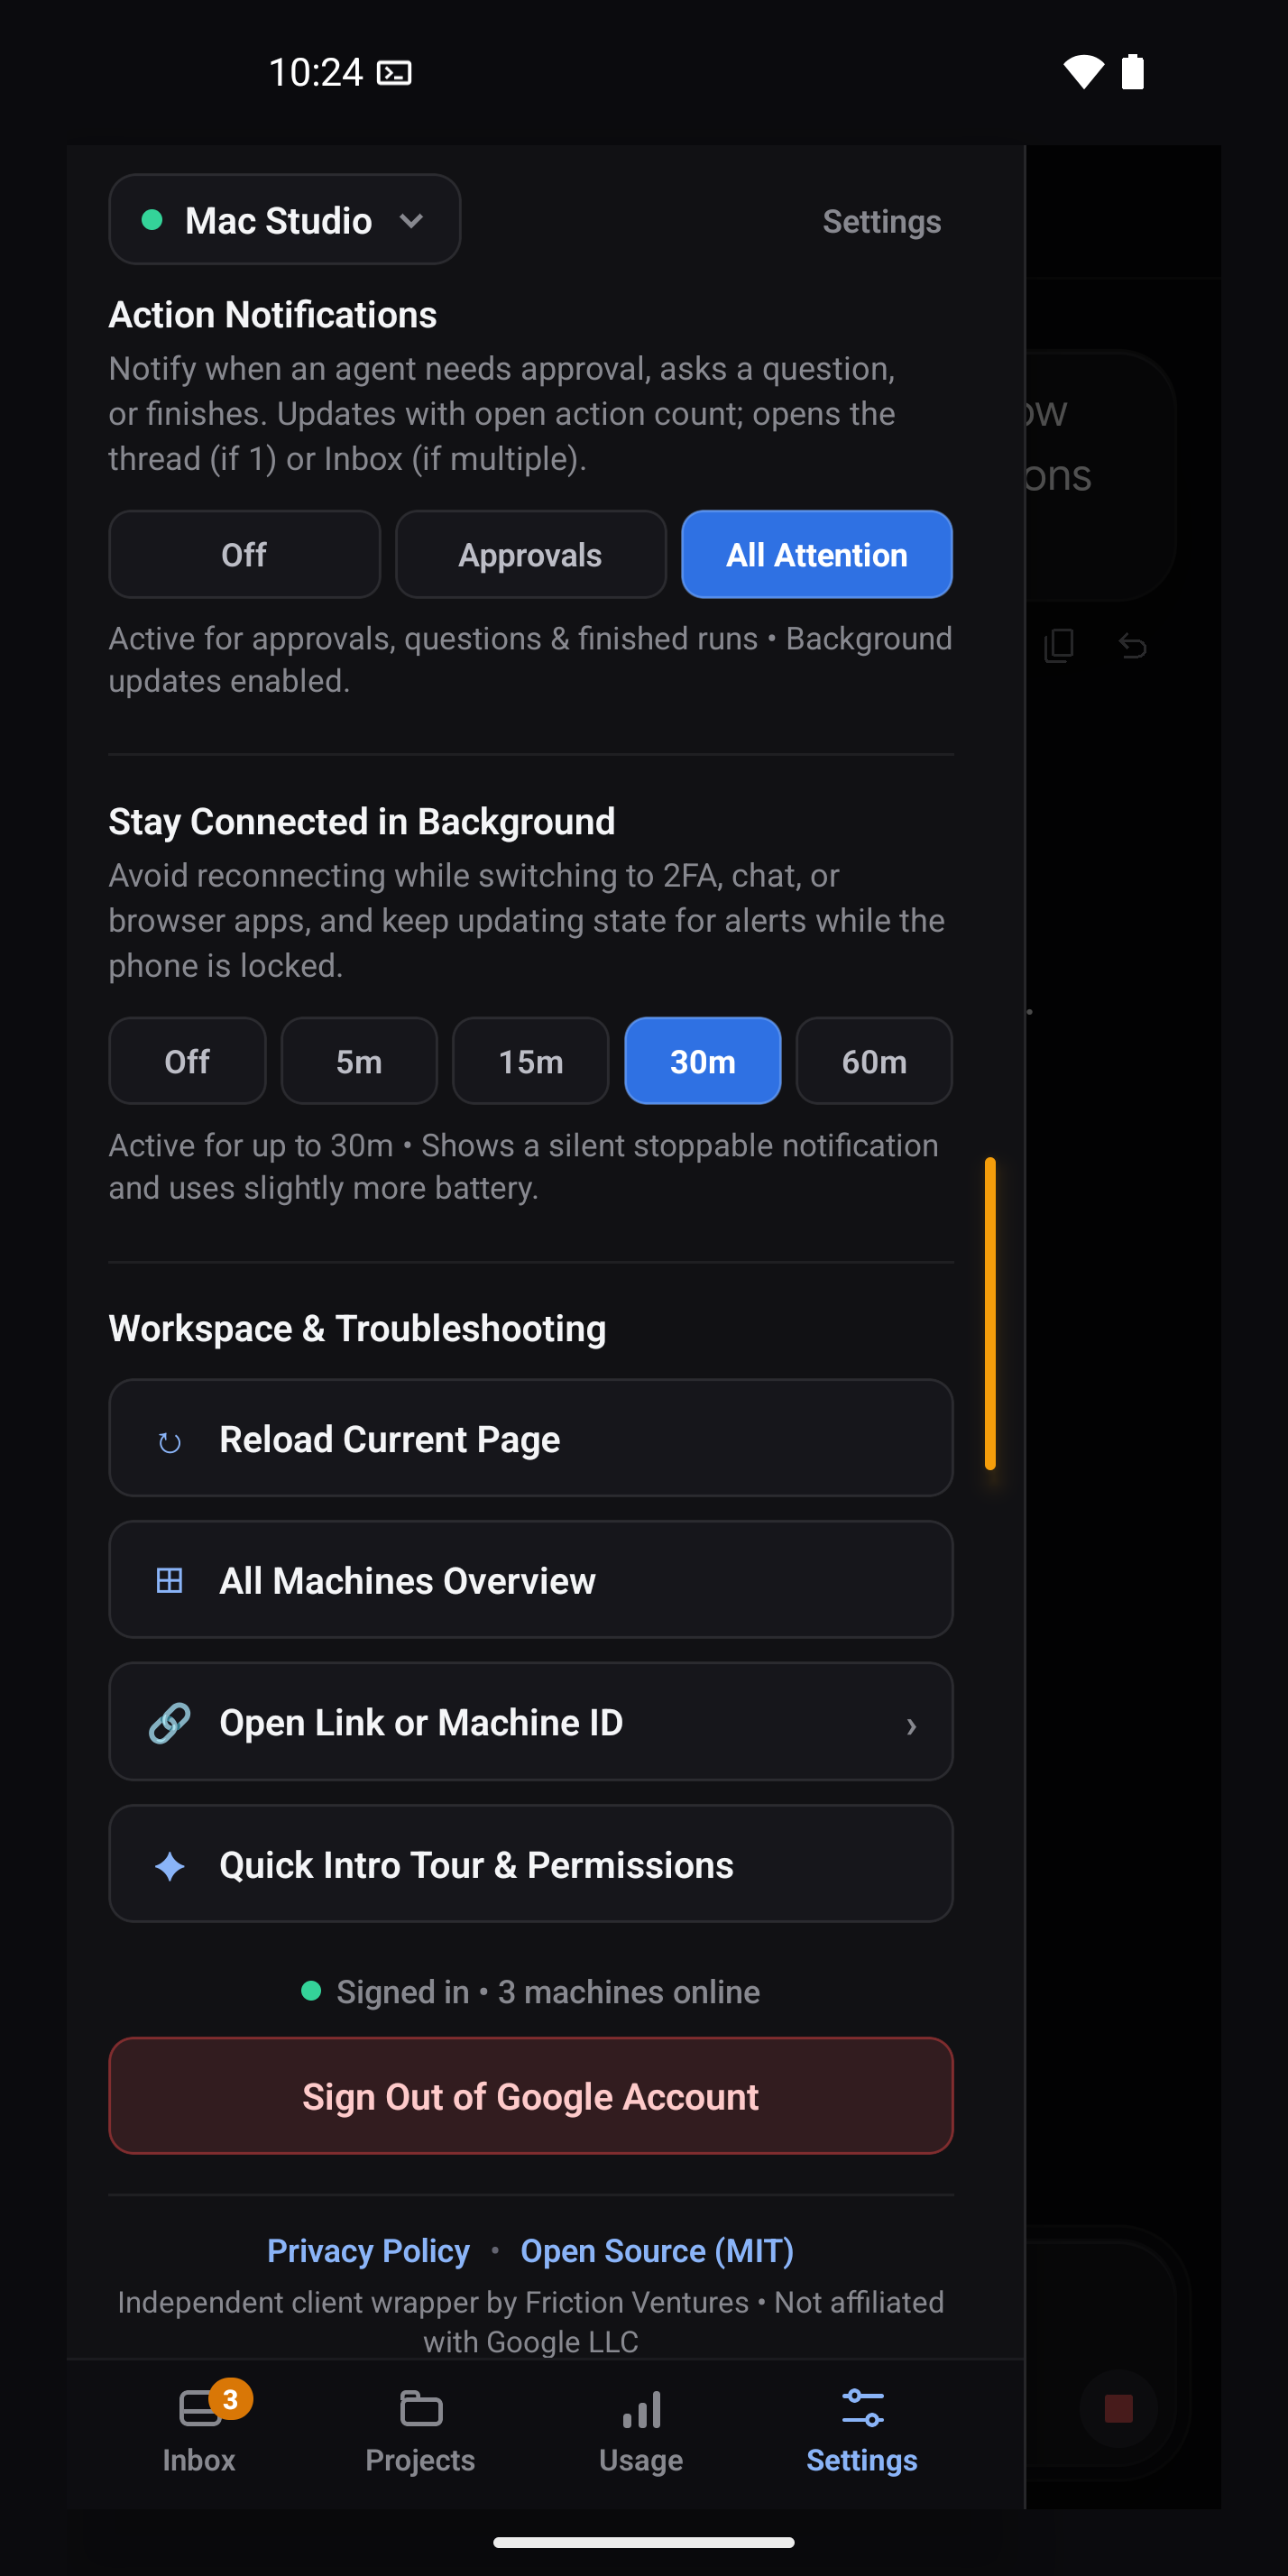 10:24
Mac Studio
Settings
Action Notifications
Notify when an agent needs approval, asks a question,
or finishes. Updates with open action count; opens the
thread (if 1) or Inbox (if multiple).
Off
Approvals
All Attention
Active for approvals, questions & finished runs • Background
updates enabled.
Stay Connected in Background
Avoid reconnecting while switching to 2FA, chat, or
browser apps, and keep updating state for alerts while the
phone is locked.
Off
5m
15m
30m
60m
Active for up to 30m • Shows a silent stoppable notification
and uses slightly more battery.
Workspace & Troubleshooting
Reload Current Page
All Machines Overview
Open Link or Machine ID
Quick Intro Tour & Permissions
Signed in • 3 machines online
Sign Out of Google Account
Privacy Policy • Open Source (MIT)
Independent client wrapper by Friction Ventures • Not affiliated
with Google LLC
3
Inbox
Projects
Usage
Settings